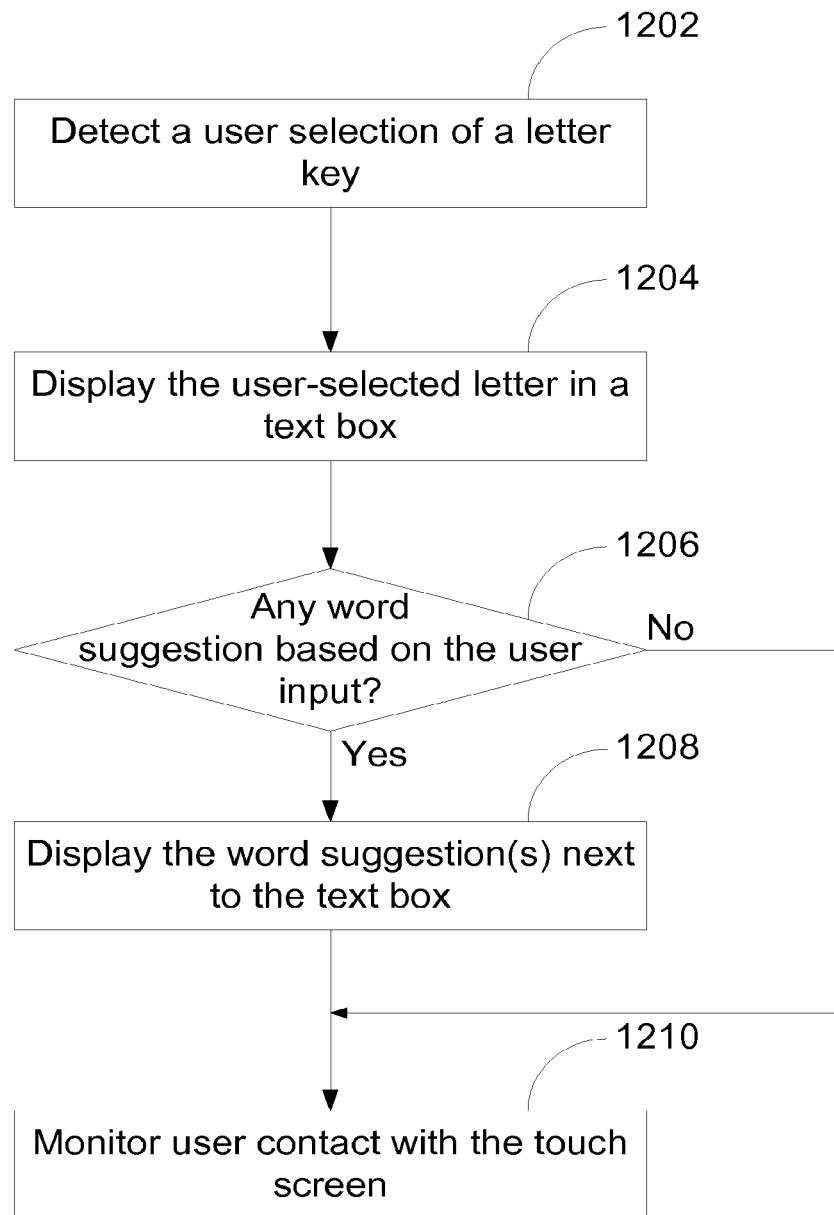 1202
Detect a user selection of a letter
key
1204
Display the user-selected letter in a
text box
1206
Any word
suggestion based on the user
input?
No
Yes
1208
Display the word suggestion(s) next
to the text box
1210
Monitor user contact with the touch
screen